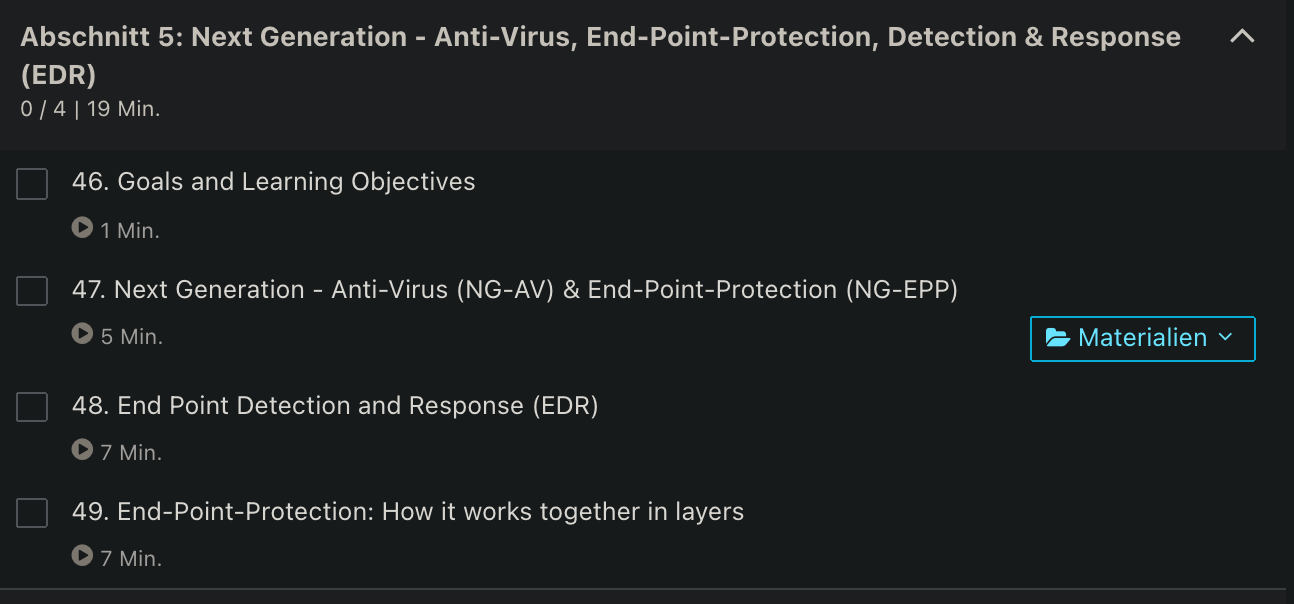 Abschnitt 5: Next Generation - Anti-Virus, End-Point-Protection, Detection & Response
(EDR)
0 / 4 | 19 Min.
46. Goals and Learning Objectives
1 Min.
47. Next Generation - Anti-Virus (NG-AV) & End-Point-Protection (NG-EPP)
5 Min.
Materialien
48. End Point Detection and Response (EDR)
7 Min.
49. End-Point-Protection: How it works together in layers
7 Min.